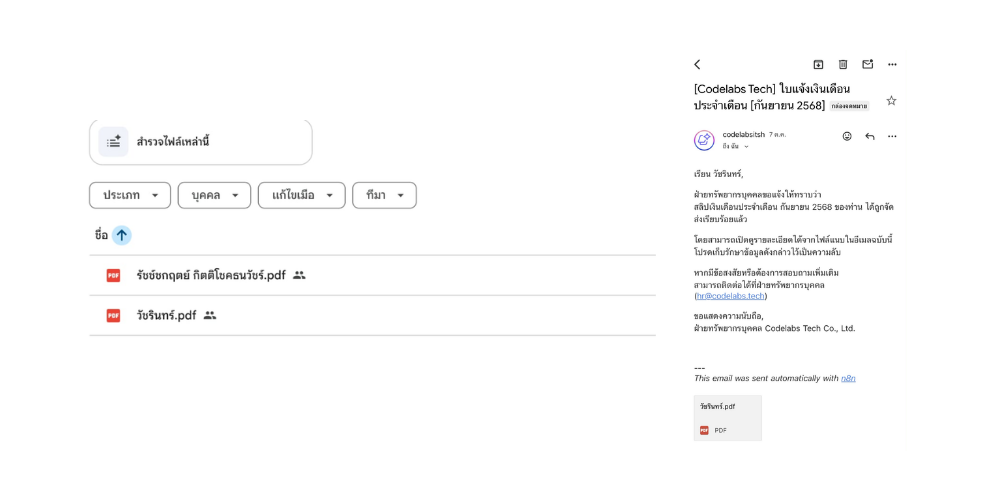 สำรวจไฟล์เหล่านี้
ประเภท
บุคคล
แก้ไขเมื่อ
ที่มา
ชื่อ
PDF รัชช์ชกฤตย์ กิตติโชคธนวัชร์.pdf
PDF วัชรินทร์.pdf
[Codelabs Tech] ใบแจ้งเงินเดือน
ประจำเดือน [กันยายน 2568] กล่องจดหมาย
codelabsitsh 7 ต.ค.
ถึง ฉัน
เรียน วัชรินทร์,
ฝ่ายทรัพยากรบุคคลขอแจ้งให้ทราบว่า
สลิปเงินเดือนประจำเดือน กันยายน 2568 ของท่าน ได้ถูกจัด
ส่งเรียบร้อยแล้ว
โดยสามารถเปิดดูรายละเอียดได้จากไฟล์แนบในอีเมลฉบับนี้
โปรดเก็บรักษาข้อมูลดังกล่าวไว้เป็นความลับ
หากมีข้อสงสัยหรือต้องการสอบถามเพิ่มเติม
สามารถติดต่อได้ที่ฝ่ายทรัพยากรบุคคล
(hr@codelabs.tech)
ขอแสดงความนับถือ,
ฝ่ายทรัพยากรบุคคล Codelabs Tech Co., Ltd.
---
This email was sent automatically with n8n
วัชรินทร์.pdf
PDF PDF